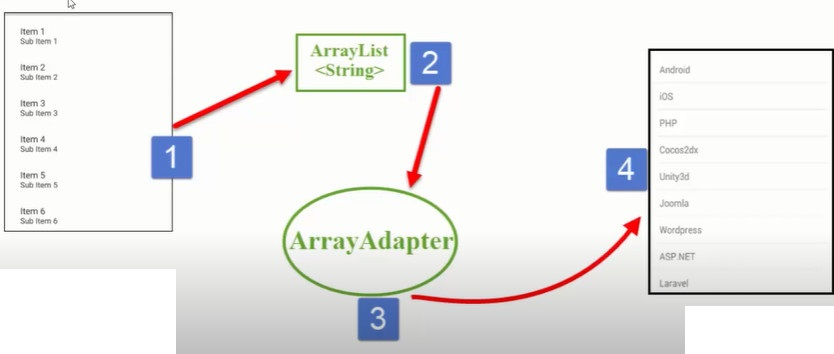 Item 1
Sub Item 1
Item 2
Sub Item 2
Item 3
Sub Item 3
Item 4
Sub Item 4
Item 5
Sub Item 5
Item 6
Sub Item 6
1
ArrayList
<String>
2
ArrayAdapter
3
4
Android
iOS
PHP
Cocos2dx
Unity3d
Joomla
Wordpress
ASP.NET
Laravel